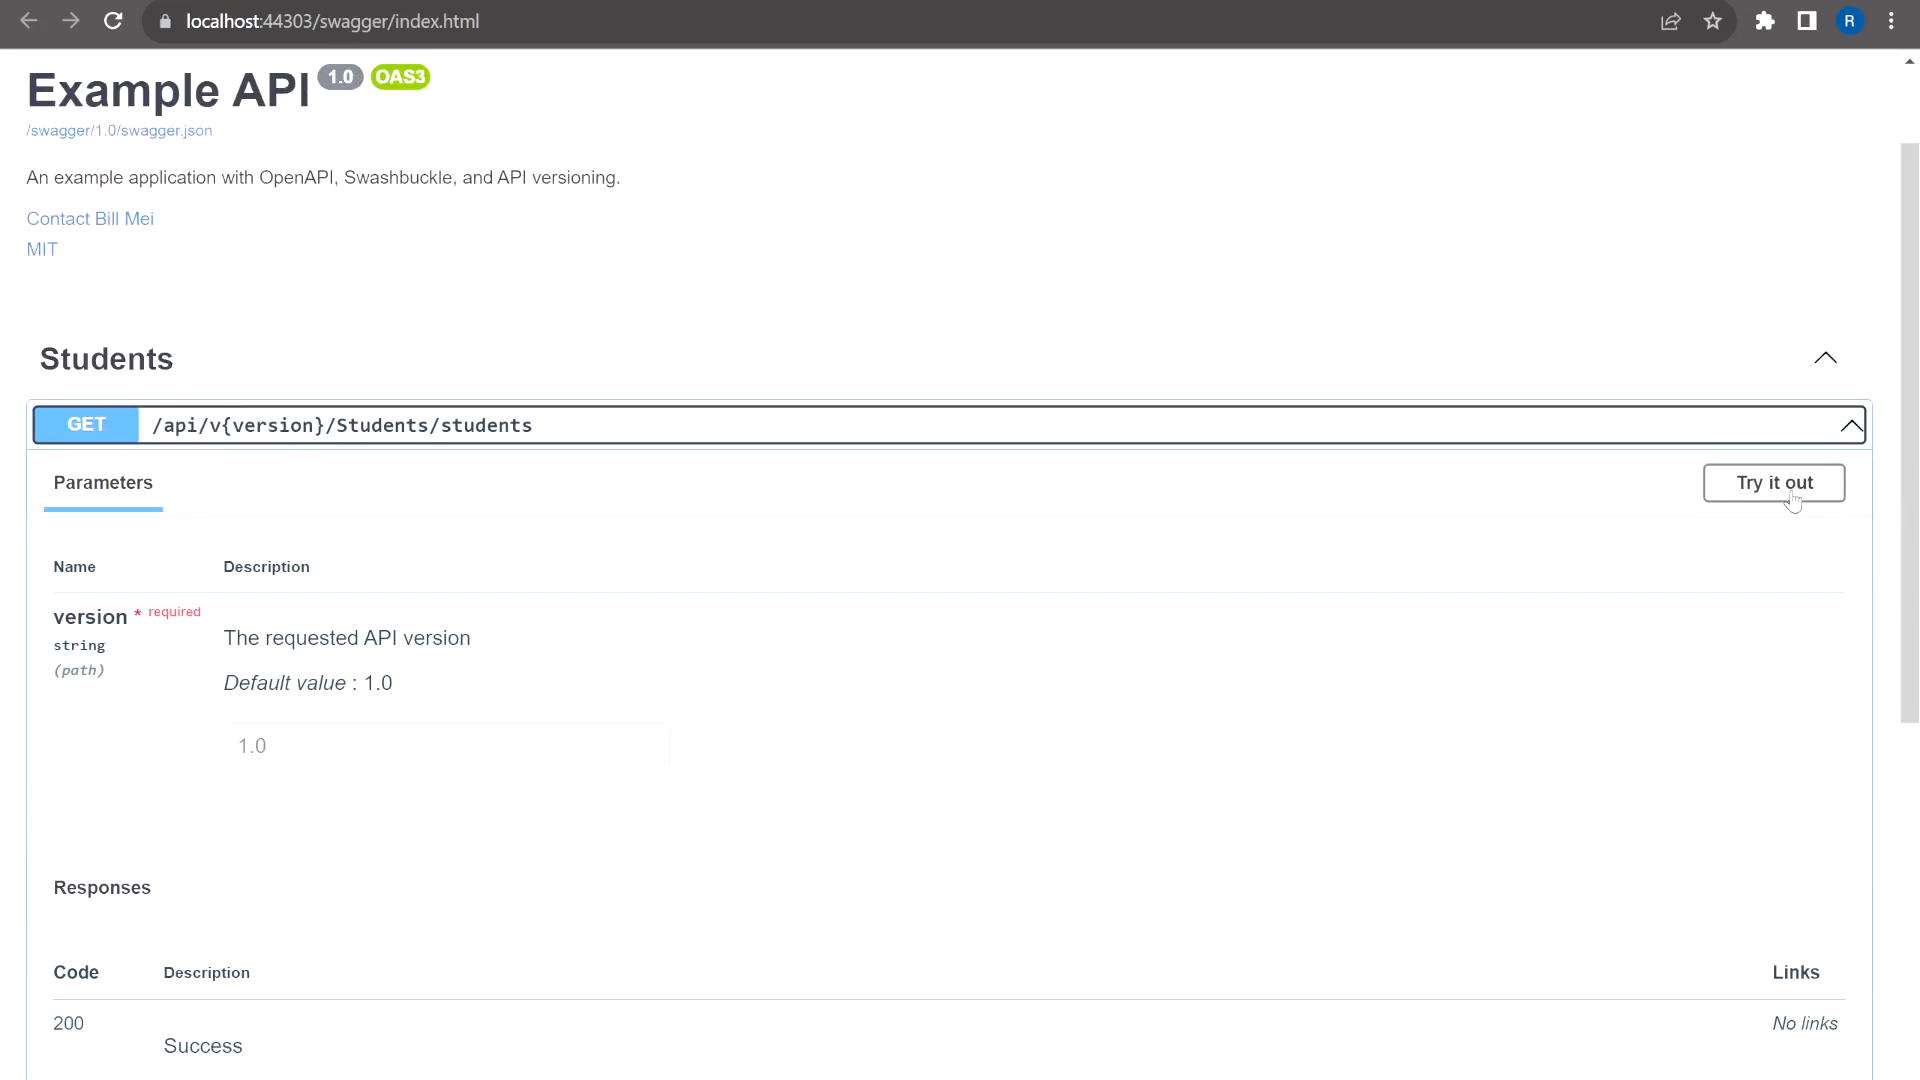 localhost:44303/swagger/index.html
R
Example API 1.0 OAS3
/swagger/1.0/swagger.json
An example application with OpenAPI, Swashbuckle, and API versioning.
Contact Bill Mei
MIT
Students
GET /api/v{version}/Students/students
Parameters
Try it out
Name Description
version * required
string
(path)
The requested API version
Default value : 1.0
1.0
Responses
Code Description Links
200 No links
Success